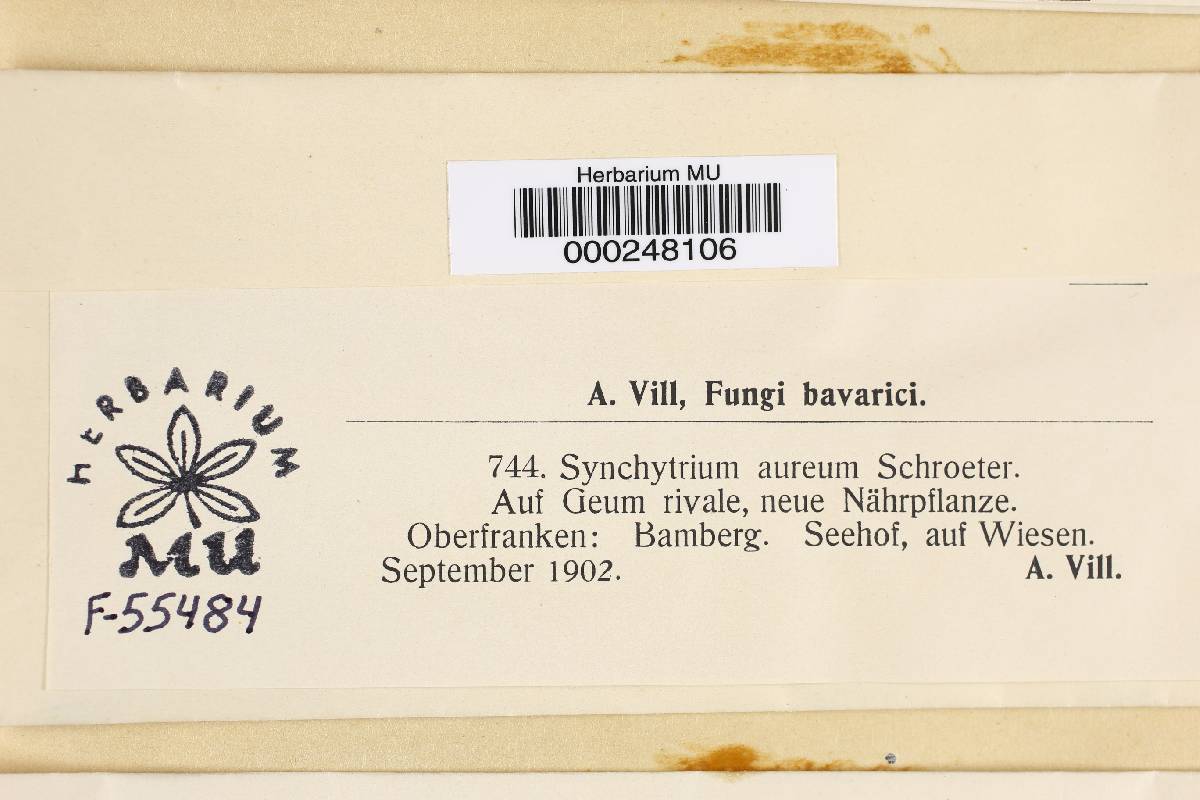 Herbarium MU
000248106
A. Vill, Fungi bavarici.
HERBARIUM
MU
F-55484
744. Synchytrium aureum Schroeter.
Auf Geum rivale, neue Nährpflanze.
Oberfranken: Bamberg. Seehof, auf Wiesen.
September 1902. A. Vill.